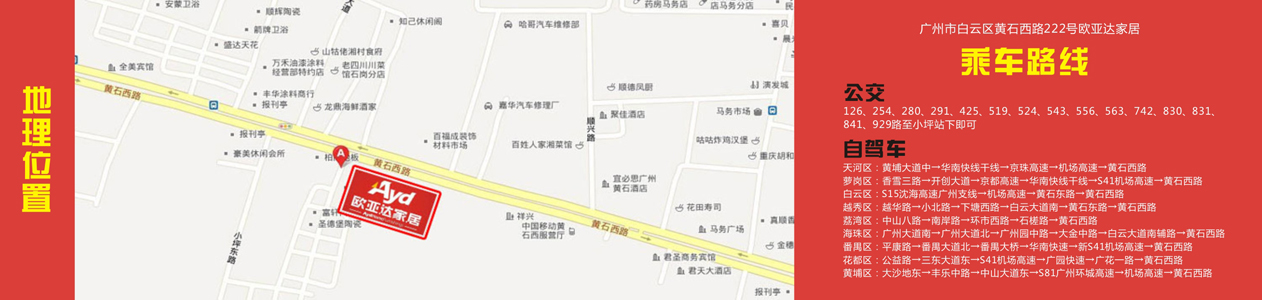 地理位置
安蒙卫浴
顺辉陶瓷
箭牌卫浴
盛达天花
知己休闲阁
哈哥汽车维修部
药房马务店
店马务分店
喜贝
山牯佬湘村食府
万禾油漆涂料
经营部特约店
老四川川菜
馆石岗分店
全美宾馆
黄石西路
丰华涂料商行
报刊亭
龙鼎海鲜酒家
顺德凤厨
演发城
嘉华汽车修理厂
马务市场
聚佳酒店
顺兴路
报刊亭
豪美休闲会所
百福成装饰
材料市场
百姓人家湘菜馆
咕咕炸鸡汉堡
重庆胡和
A
黄石西路
Ayd
欧亚达家居
宜必思广州
黄石酒店
花田寿司
圣德堡陶瓷
祥兴
中国移动黄
石西服营厅
黄石西路
马务广场
真顺香
金穗
小坪东路
君圣商务宾馆
君天大酒店
报刊亭
广州市白云区黄石西路222号欧亚达家居
乘车路线
公交
126、254、280、291、425、519、524、543、556、563、742、830、831、
841、929路至小坪站下即可
自驾车
天河区：黄埔大道中→华南快线干线→京珠高速→机场高速→黄石西路
萝岗区：香雪三路→开创大道→京都高速→华南快线干线→S41机场高速→黄石西路
白云区：S15沈海高速广州支线→机场高速→黄石东路→黄石西路
越秀区：越华路→小北路→下塘西路→白云大道南→黄石东路→黄石西路
荔湾区：中山八路→南岸路→环市西路→石槎路→黄石西路
海珠区：广州大道南→广州大道北→广州园中路→大金中路→白云大道南辅路→黄石西路
番禺区：平康路→番禺大道北→番禺大桥→华南快速→新S41机场高速→黄石西路
花都区：公益路→三东大道东→S41机场高速→广园快速→广花一路→黄石西路
黄埔区：大沙地东→丰乐中路→中山大道东→S81广州环城高速→机场高速→黄石西路